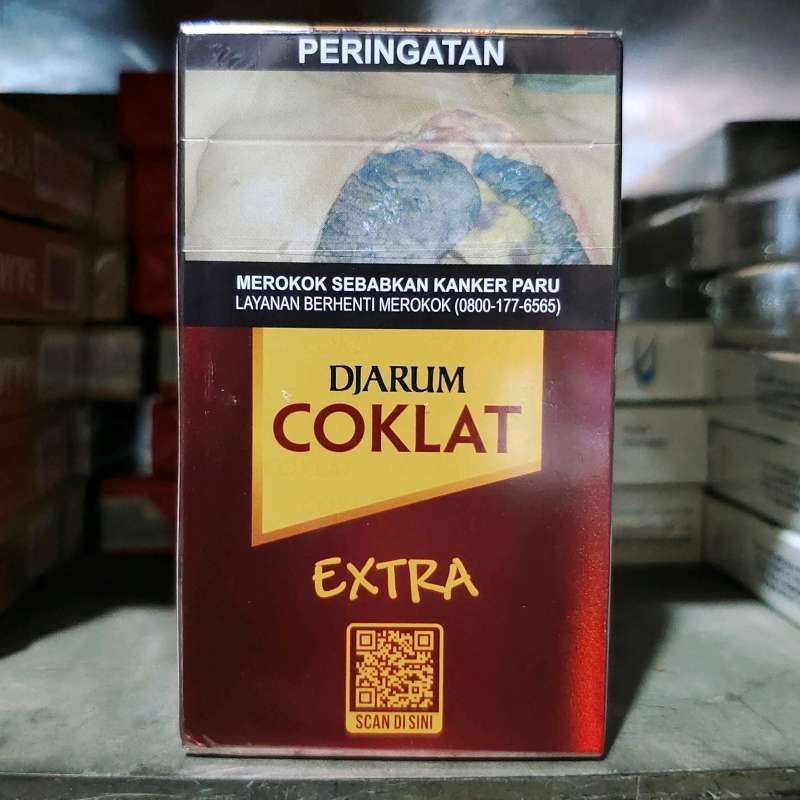 PERINGATAN
MEROKOK SEBABKAN KANKER PARU
LAYANAN BERHENTI MEROKOK (0800-177-6565)
DJARUM
COKLAT
EXTRA
SCAN DI SINI